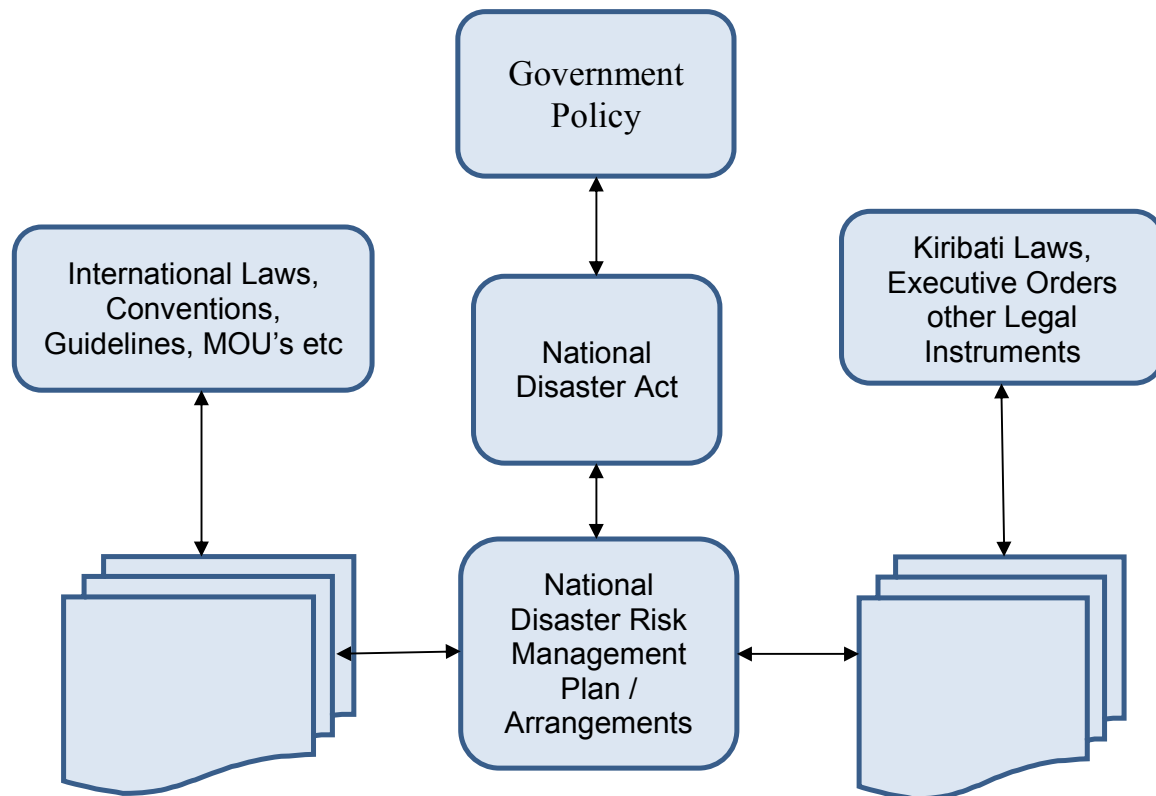 Government
Policy
International Laws,
Conventions,
Guidelines, MOU’s etc
National
Disaster Act
Kiribati Laws,
Executive Orders
other Legal
Instruments
National
Disaster Risk
Management
Plan /
Arrangements